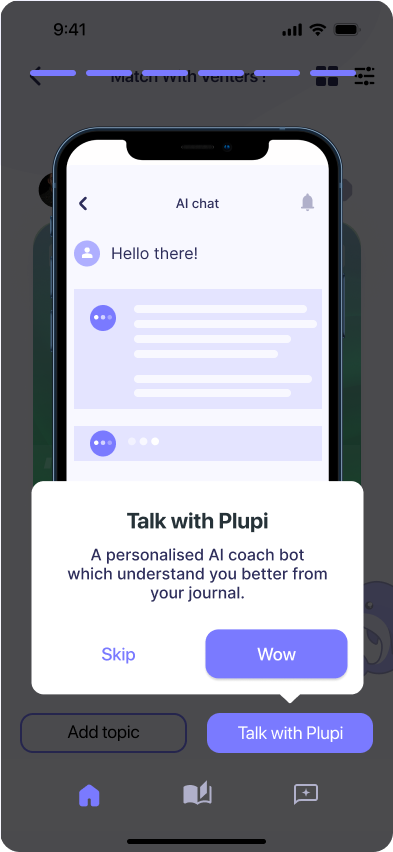 9:41
Match With Venters !
AI chat
Hello there!
Talk with Plupi
A personalised AI coach bot
which understand you better from
your journal.
Skip
Wow
Add topic
Talk with Plupi